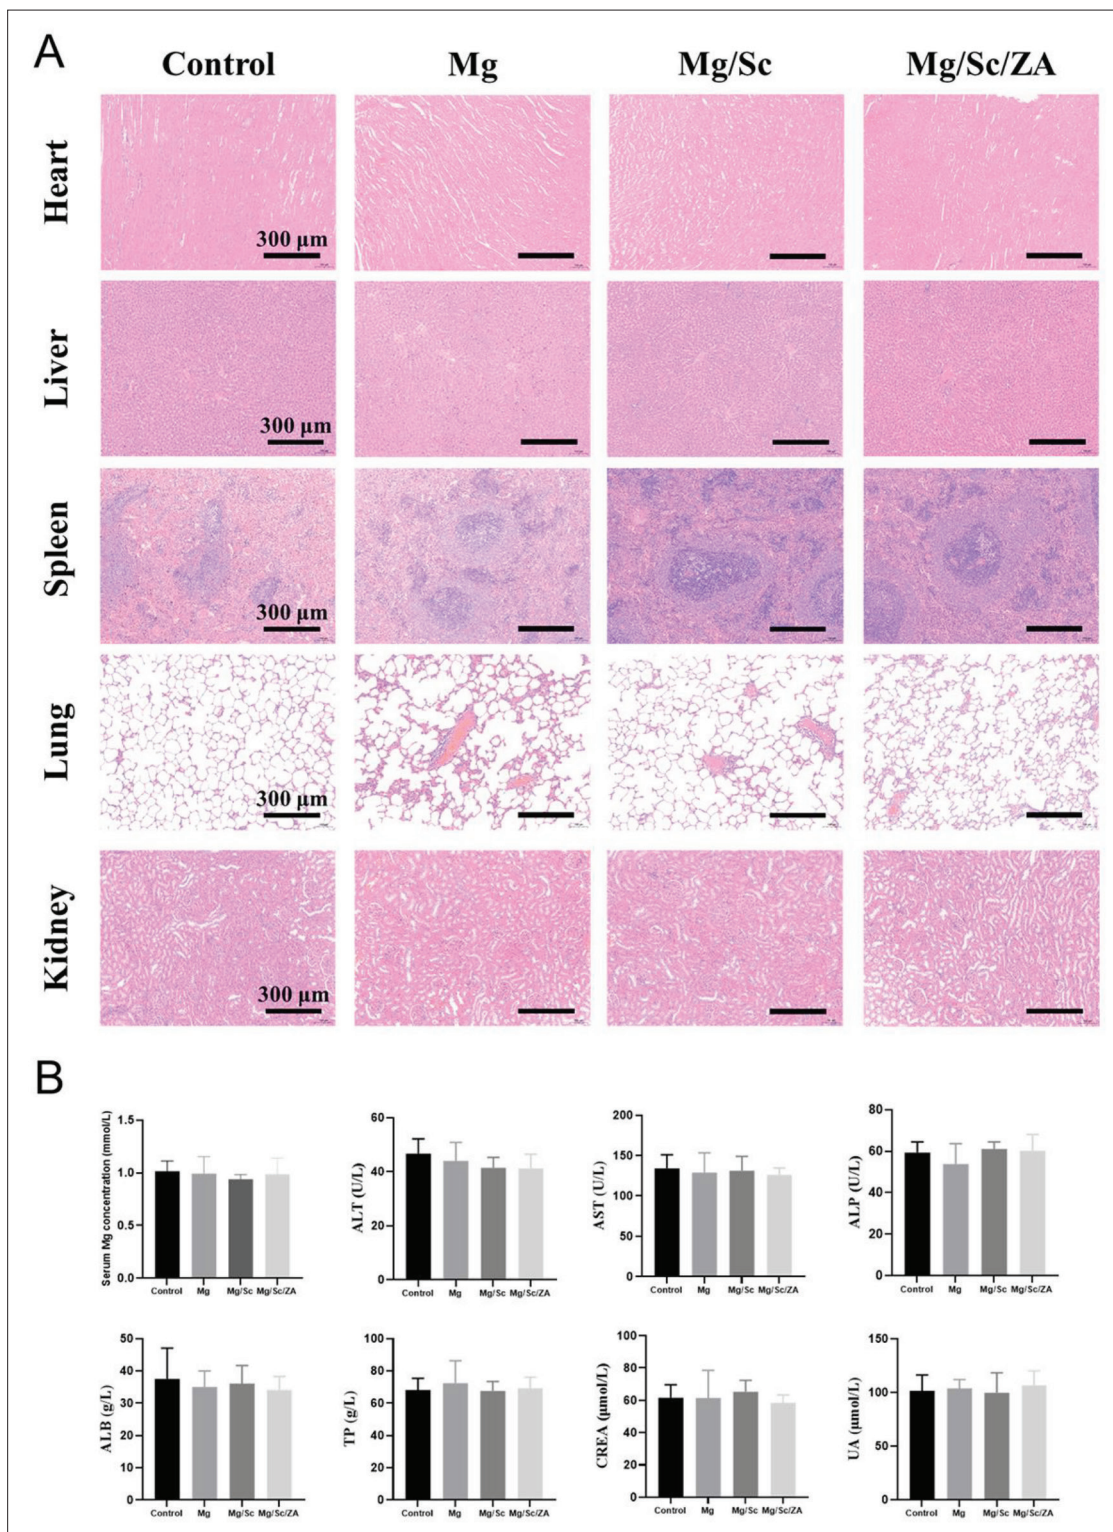 A
Control Mg Mg/Sc Mg/Sc/ZA
Heart
300 μm
Liver
300 μm
Spleen
300 μm
Lung
300 μm
Kidney
300 μm
B
Serum Mg concentration (mmol/L)
1.5
1.0
0.5
0.0
Control Mg Mg/Sc Mg/Sc/ZA
ALT (U/L)
60
40
20
0
Control Mg Mg/Sc Mg/Sc/ZA
AST (U/L)
200
150
100
50
0
Control Mg Mg/Sc Mg/Sc/ZA
ALP (U/L)
80
60
40
20
0
Control Mg Mg/Sc Mg/Sc/ZA
ALB (g/L)
50
40
30
20
10
0
Control Mg Mg/Sc Mg/Sc/ZA
TP (g/L)
100
80
60
40
20
0
Control Mg Mg/Sc Mg/Sc/ZA
CREA (μmol/L)
100
80
60
40
20
0
Control Mg Mg/Sc Mg/Sc/ZA
UA (μmol/L)
150
100
50
0
Control Mg Mg/Sc Mg/Sc/ZA